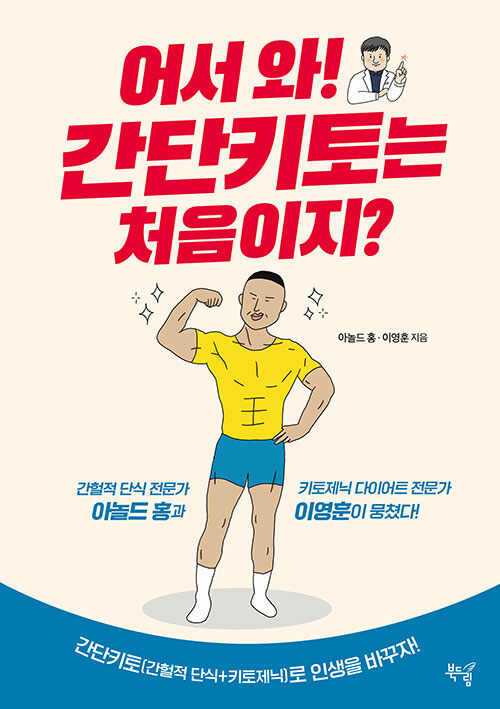 어서 와!
간단키토는
처음이지?
아놀드 홍 · 이영훈 지음
간헐적 단식 전문가
아놀드 홍과
키토제닉 다이어트 전문가
이영훈이 뭉쳤다!
간단키토(간헐적 단식+키토제닉)로 인생을 바꾸자!
북드림